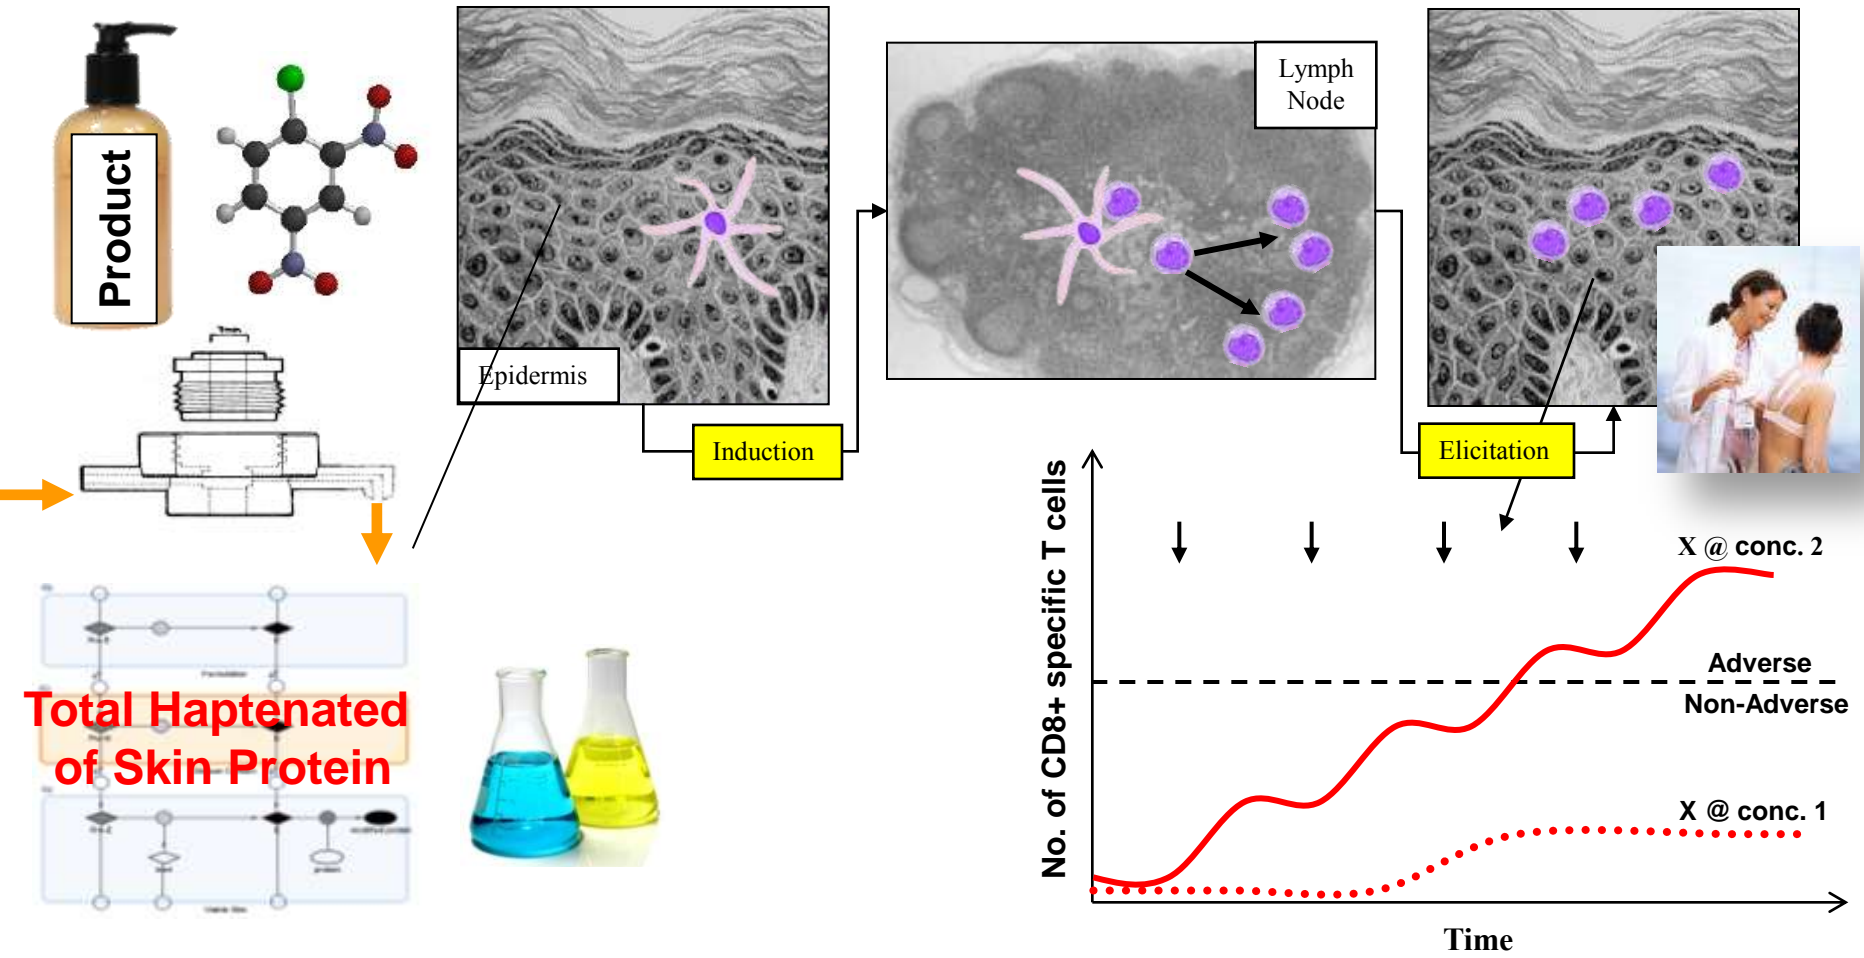 Product
Epidermis
Induction
Lymph
Node
Elicitation
Total Haptenated
of Skin Protein
No. of CD8+ specific T cells
X @ conc. 2
Adverse
Non-Adverse
X @ conc. 1
Time